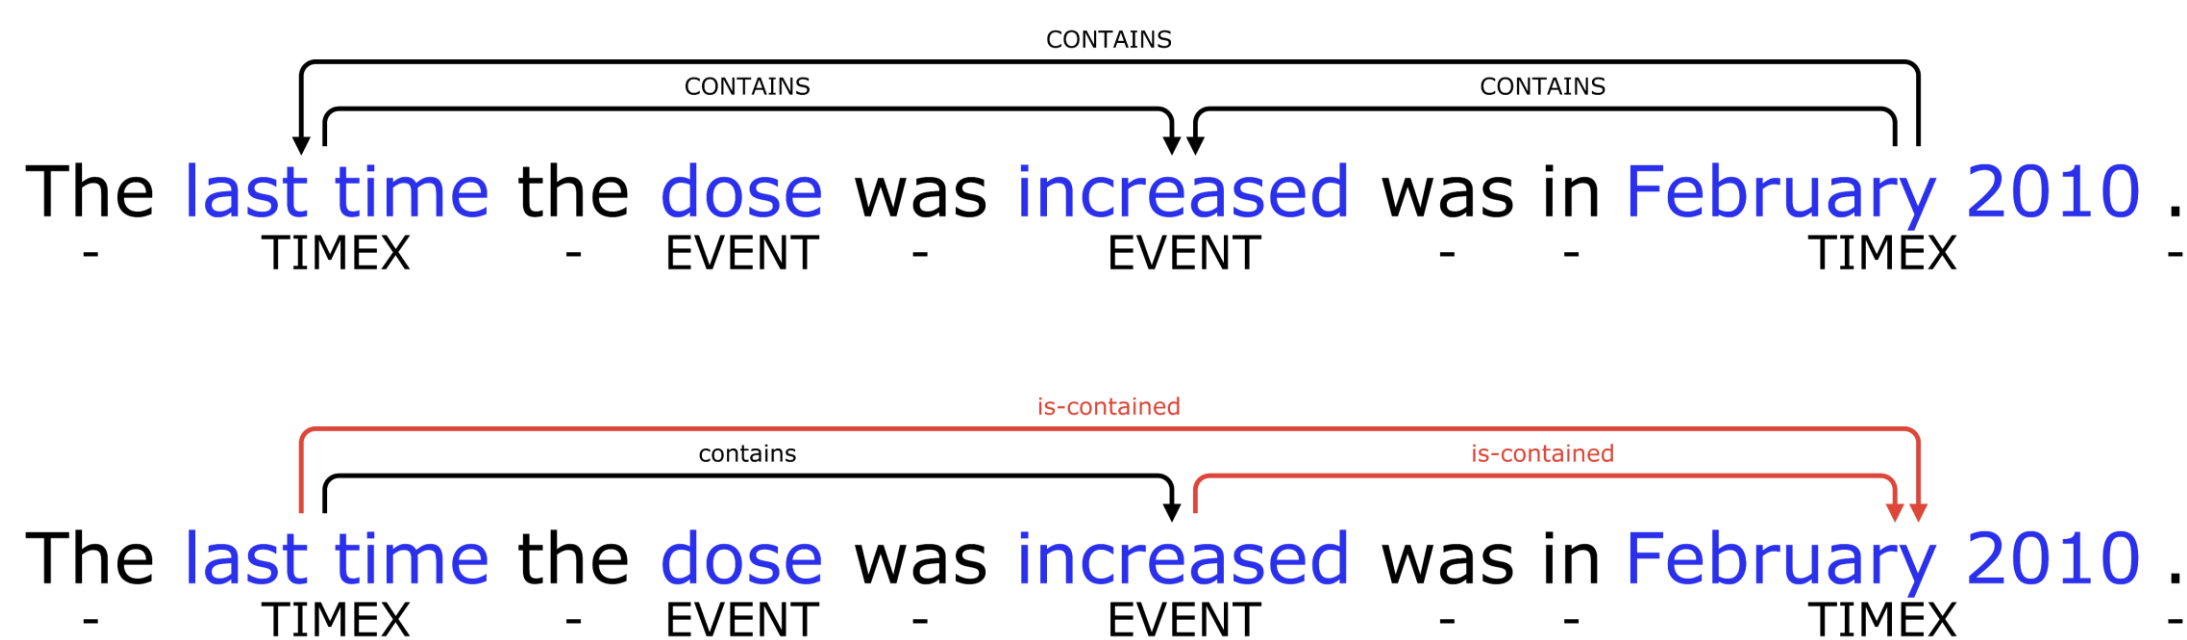 CONTAINS
CONTAINS CONTAINS
The last time the dose was increased was in February 2010 .
- TIMEX - EVENT - EVENT - - TIMEX -
is-contained
contains is-contained
The last time the dose was increased was in February 2010 .
- TIMEX - EVENT - EVENT - - TIMEX -